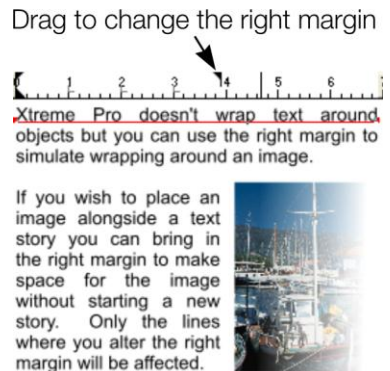 Drag to change the right margin
0 1 2 3 4 5 6
Xtreme Pro doesn't wrap text around
objects but you can use the right margin to
simulate wrapping around an image.
If you wish to place an
image alongside a text
story you can bring in
the right margin to make
space for the image
without starting a new
story. Only the lines
where you alter the right
margin will be affected.